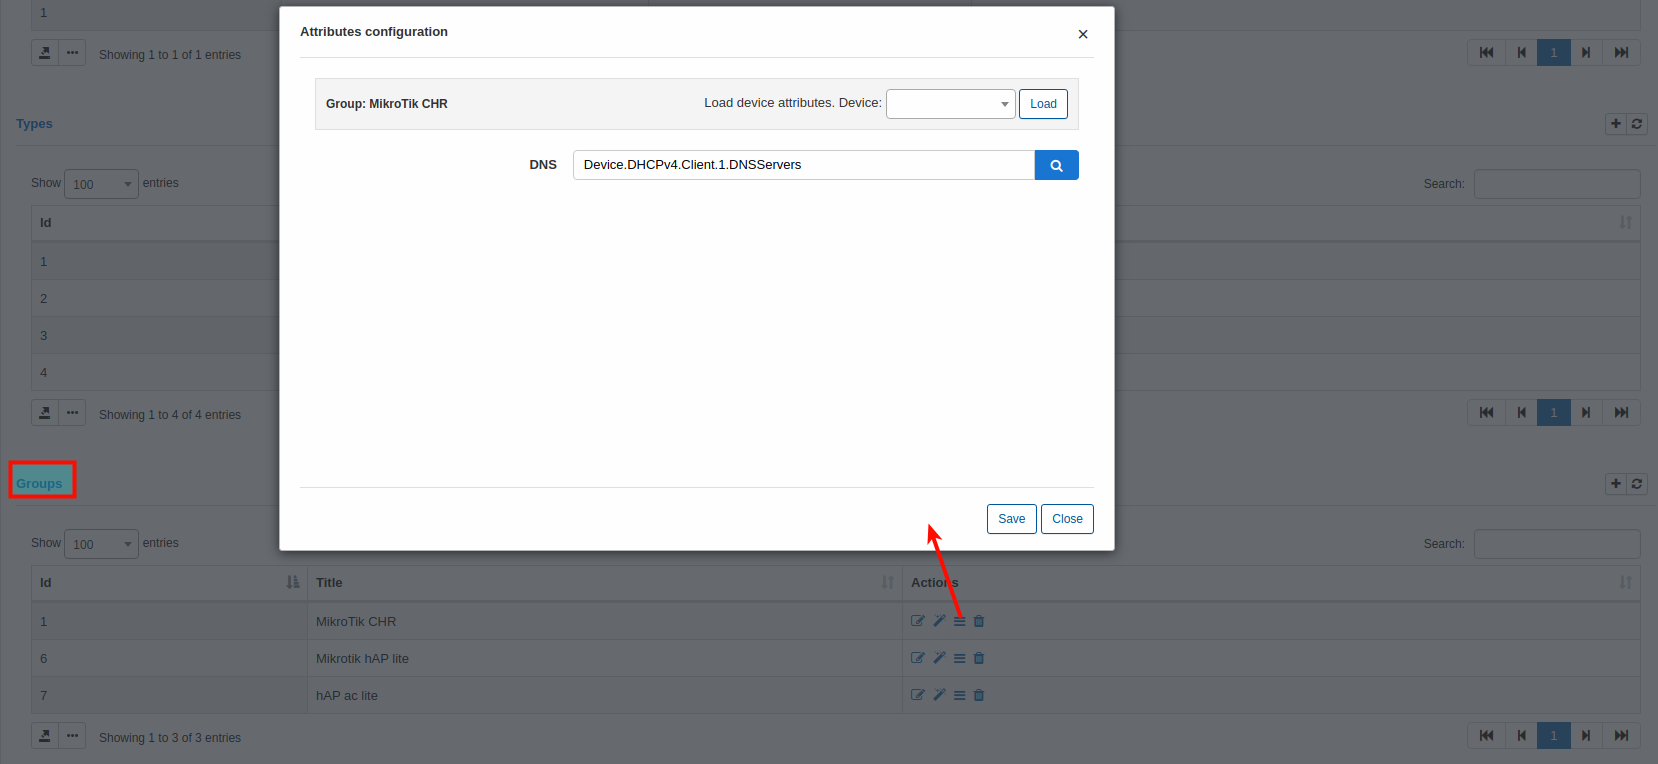 1
Showing 1 to 1 of 1 entries
1
Attributes configuration
×
Group: MikroTik CHR
Load device attributes. Device:
Load
DNS
Device.DHCPv4.Client.1.DNSServers
Save
Close
Types
Show 100 entries
Search:
Id
1
2
3
4
Showing 1 to 4 of 4 entries
1
Groups
Show 100 entries
Search:
Id Title Actions
1 MikroTik CHR
6 Mikrotik hAP lite
7 hAP ac lite
Showing 1 to 3 of 3 entries
1